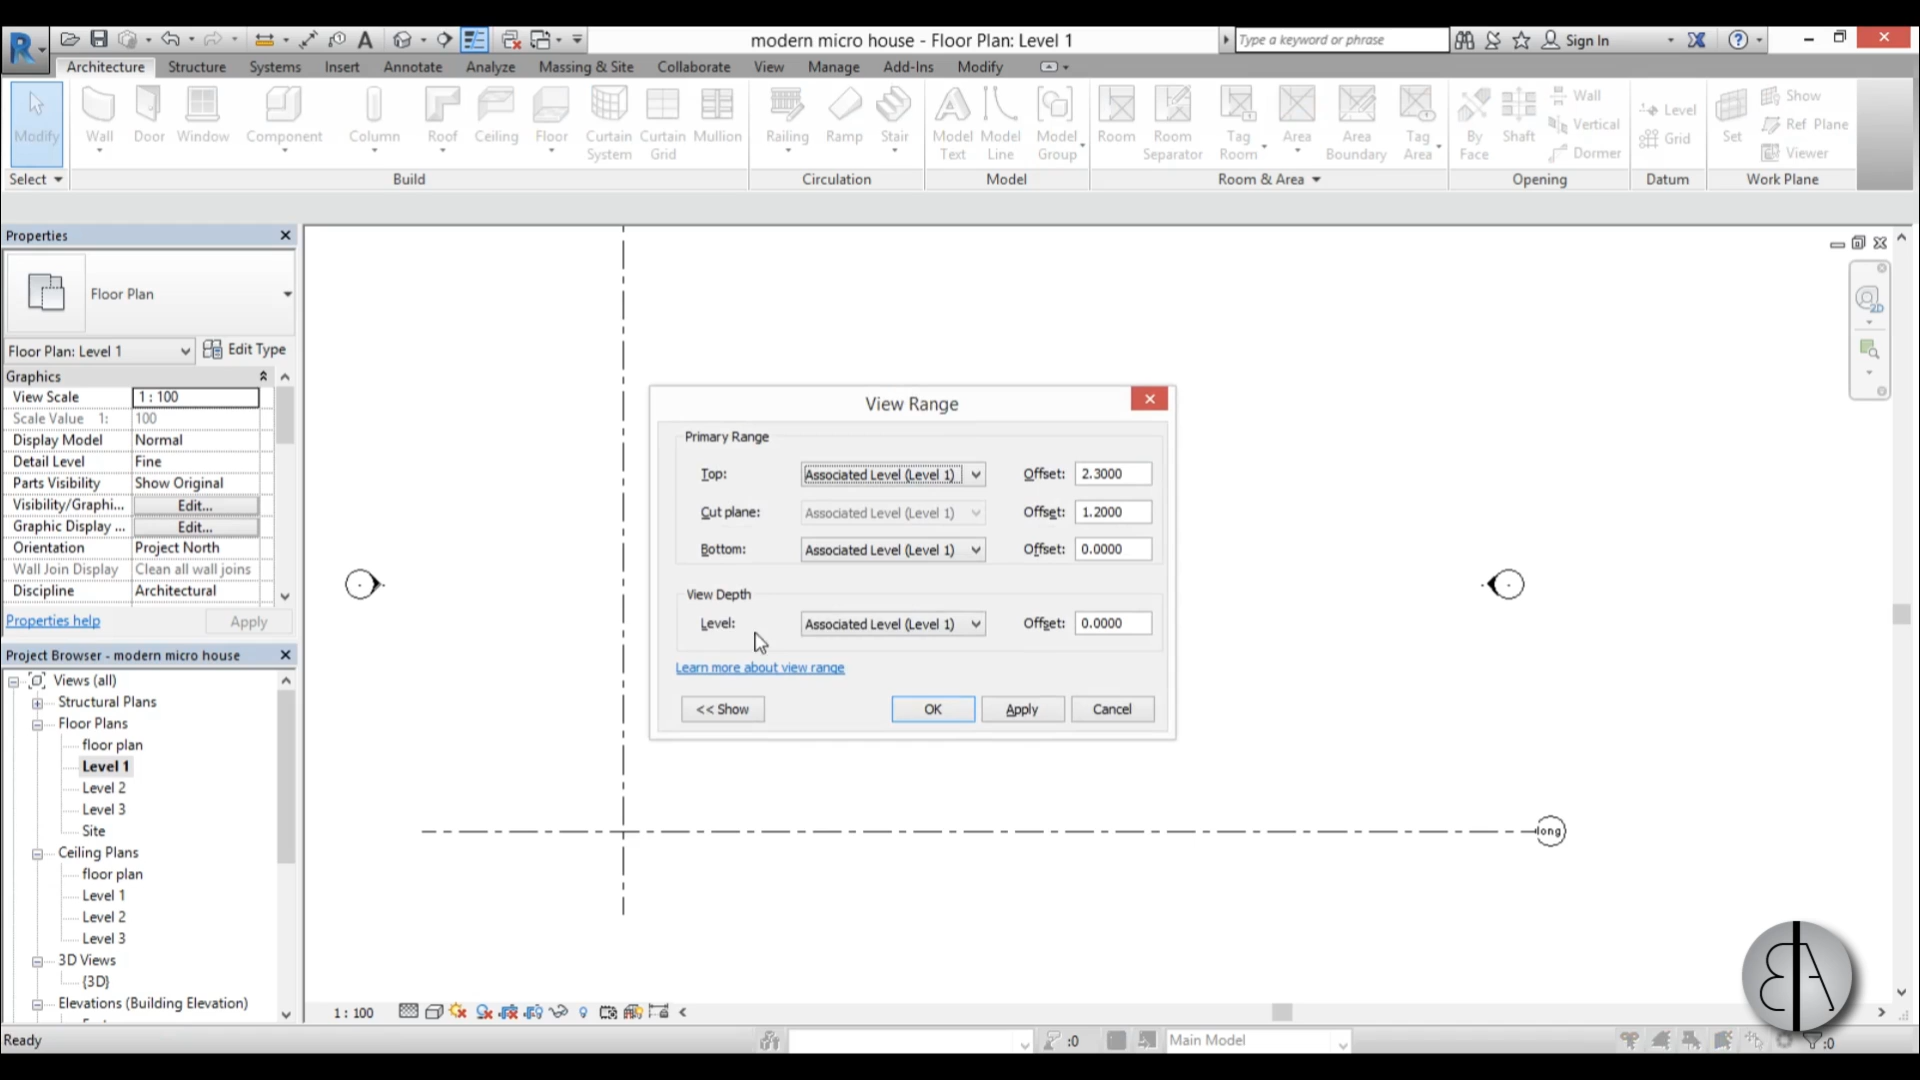 modern micro house - Floor Plan: Level 1
Type a keyword or phrase
Sign In
Architecture Structure Systems Insert Annotate Analyze Massing & Site Collaborate View Manage Add-Ins Modify
Modify
Wall
Door
Window
Component
Column
Roof
Ceiling
Floor
Curtain System
Curtain Grid
Mullion
Railing
Ramp
Stair
Model Text
Model Line
Model Group
Room
Room Separator
Tag Room
Area
Area Boundary
Tag Area
By Face
Shaft
Wall
Vertical
Dormer
Level
Grid
Set
Show
Ref Plane
Viewer
Select
Build
Circulation
Model
Room & Area
Opening
Datum
Work Plane
Properties
Floor Plan
Floor Plan: Level 1
Edit Type
Graphics
View Scale 1 : 100
Scale Value 1: 100
Display Model Normal
Detail Level Fine
Parts Visibility Show Original
Visibility/Graphi... Edit...
Graphic Display ... Edit...
Orientation Project North
Wall Join Display Clean all wall joins
Discipline Architectural
Properties help
Apply
Project Browser - modern micro house
Views (all)
Structural Plans
Floor Plans
floor plan
Level 1
Level 2
Level 3
Site
Ceiling Plans
floor plan
Level 1
Level 2
Level 3
3D Views
{3D}
Elevations (Building Elevation)
View Range
Primary Range
Top: Associated Level (Level 1) Offset: 2.3000
Cut plane: Associated Level (Level 1) Offset: 1.2000
Bottom: Associated Level (Level 1) Offset: 0.0000
View Depth
Level: Associated Level (Level 1) Offset: 0.0000
Learn more about view range
<< Show
OK
Apply
Cancel
long
2D
1 : 100
Ready
:0
Main Model
:0